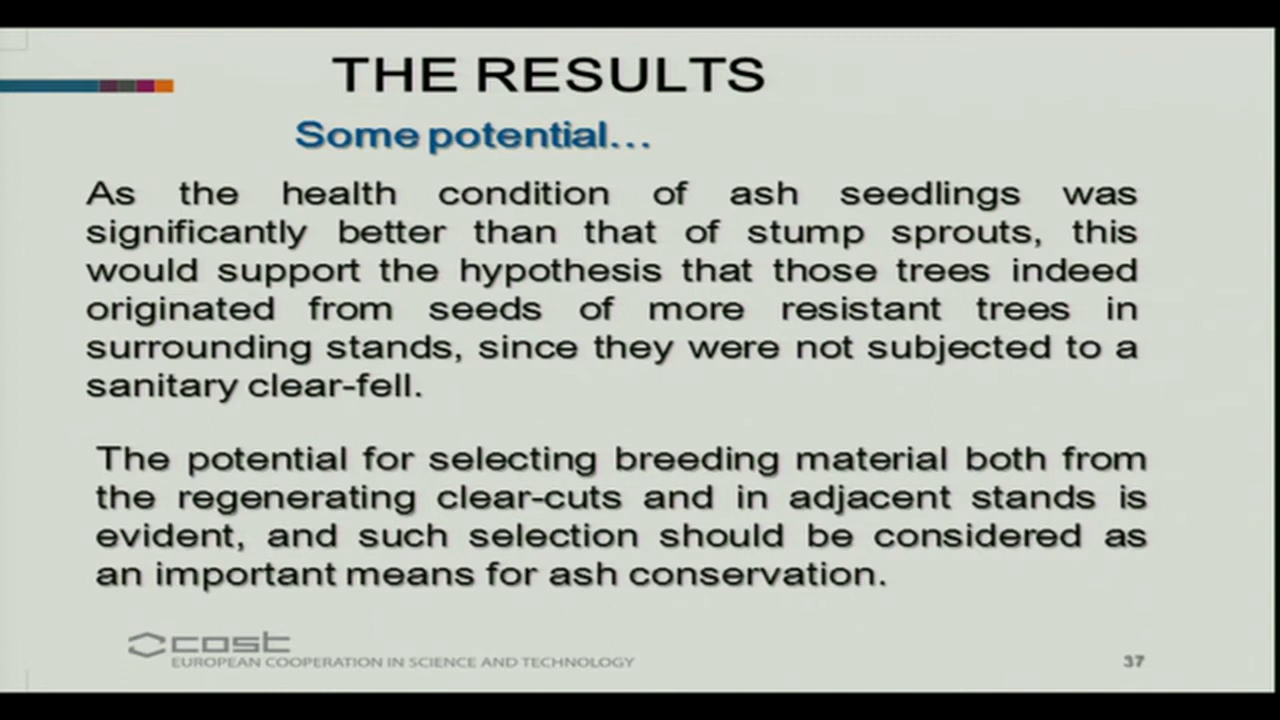 THE RESULTS
Some potential...
As the health condition of ash seedlings was
significantly better than that of stump sprouts, this
would support the hypothesis that those trees indeed
originated from seeds of more resistant trees in
surrounding stands, since they were not subjected to a
sanitary clear-fell.
The potential for selecting breeding material both from
the regenerating clear-cuts and in adjacent stands is
evident, and such selection should be considered as
an important means for ash conservation.
cost
EUROPEAN COOPERATION IN SCIENCE AND TECHNOLOGY
37